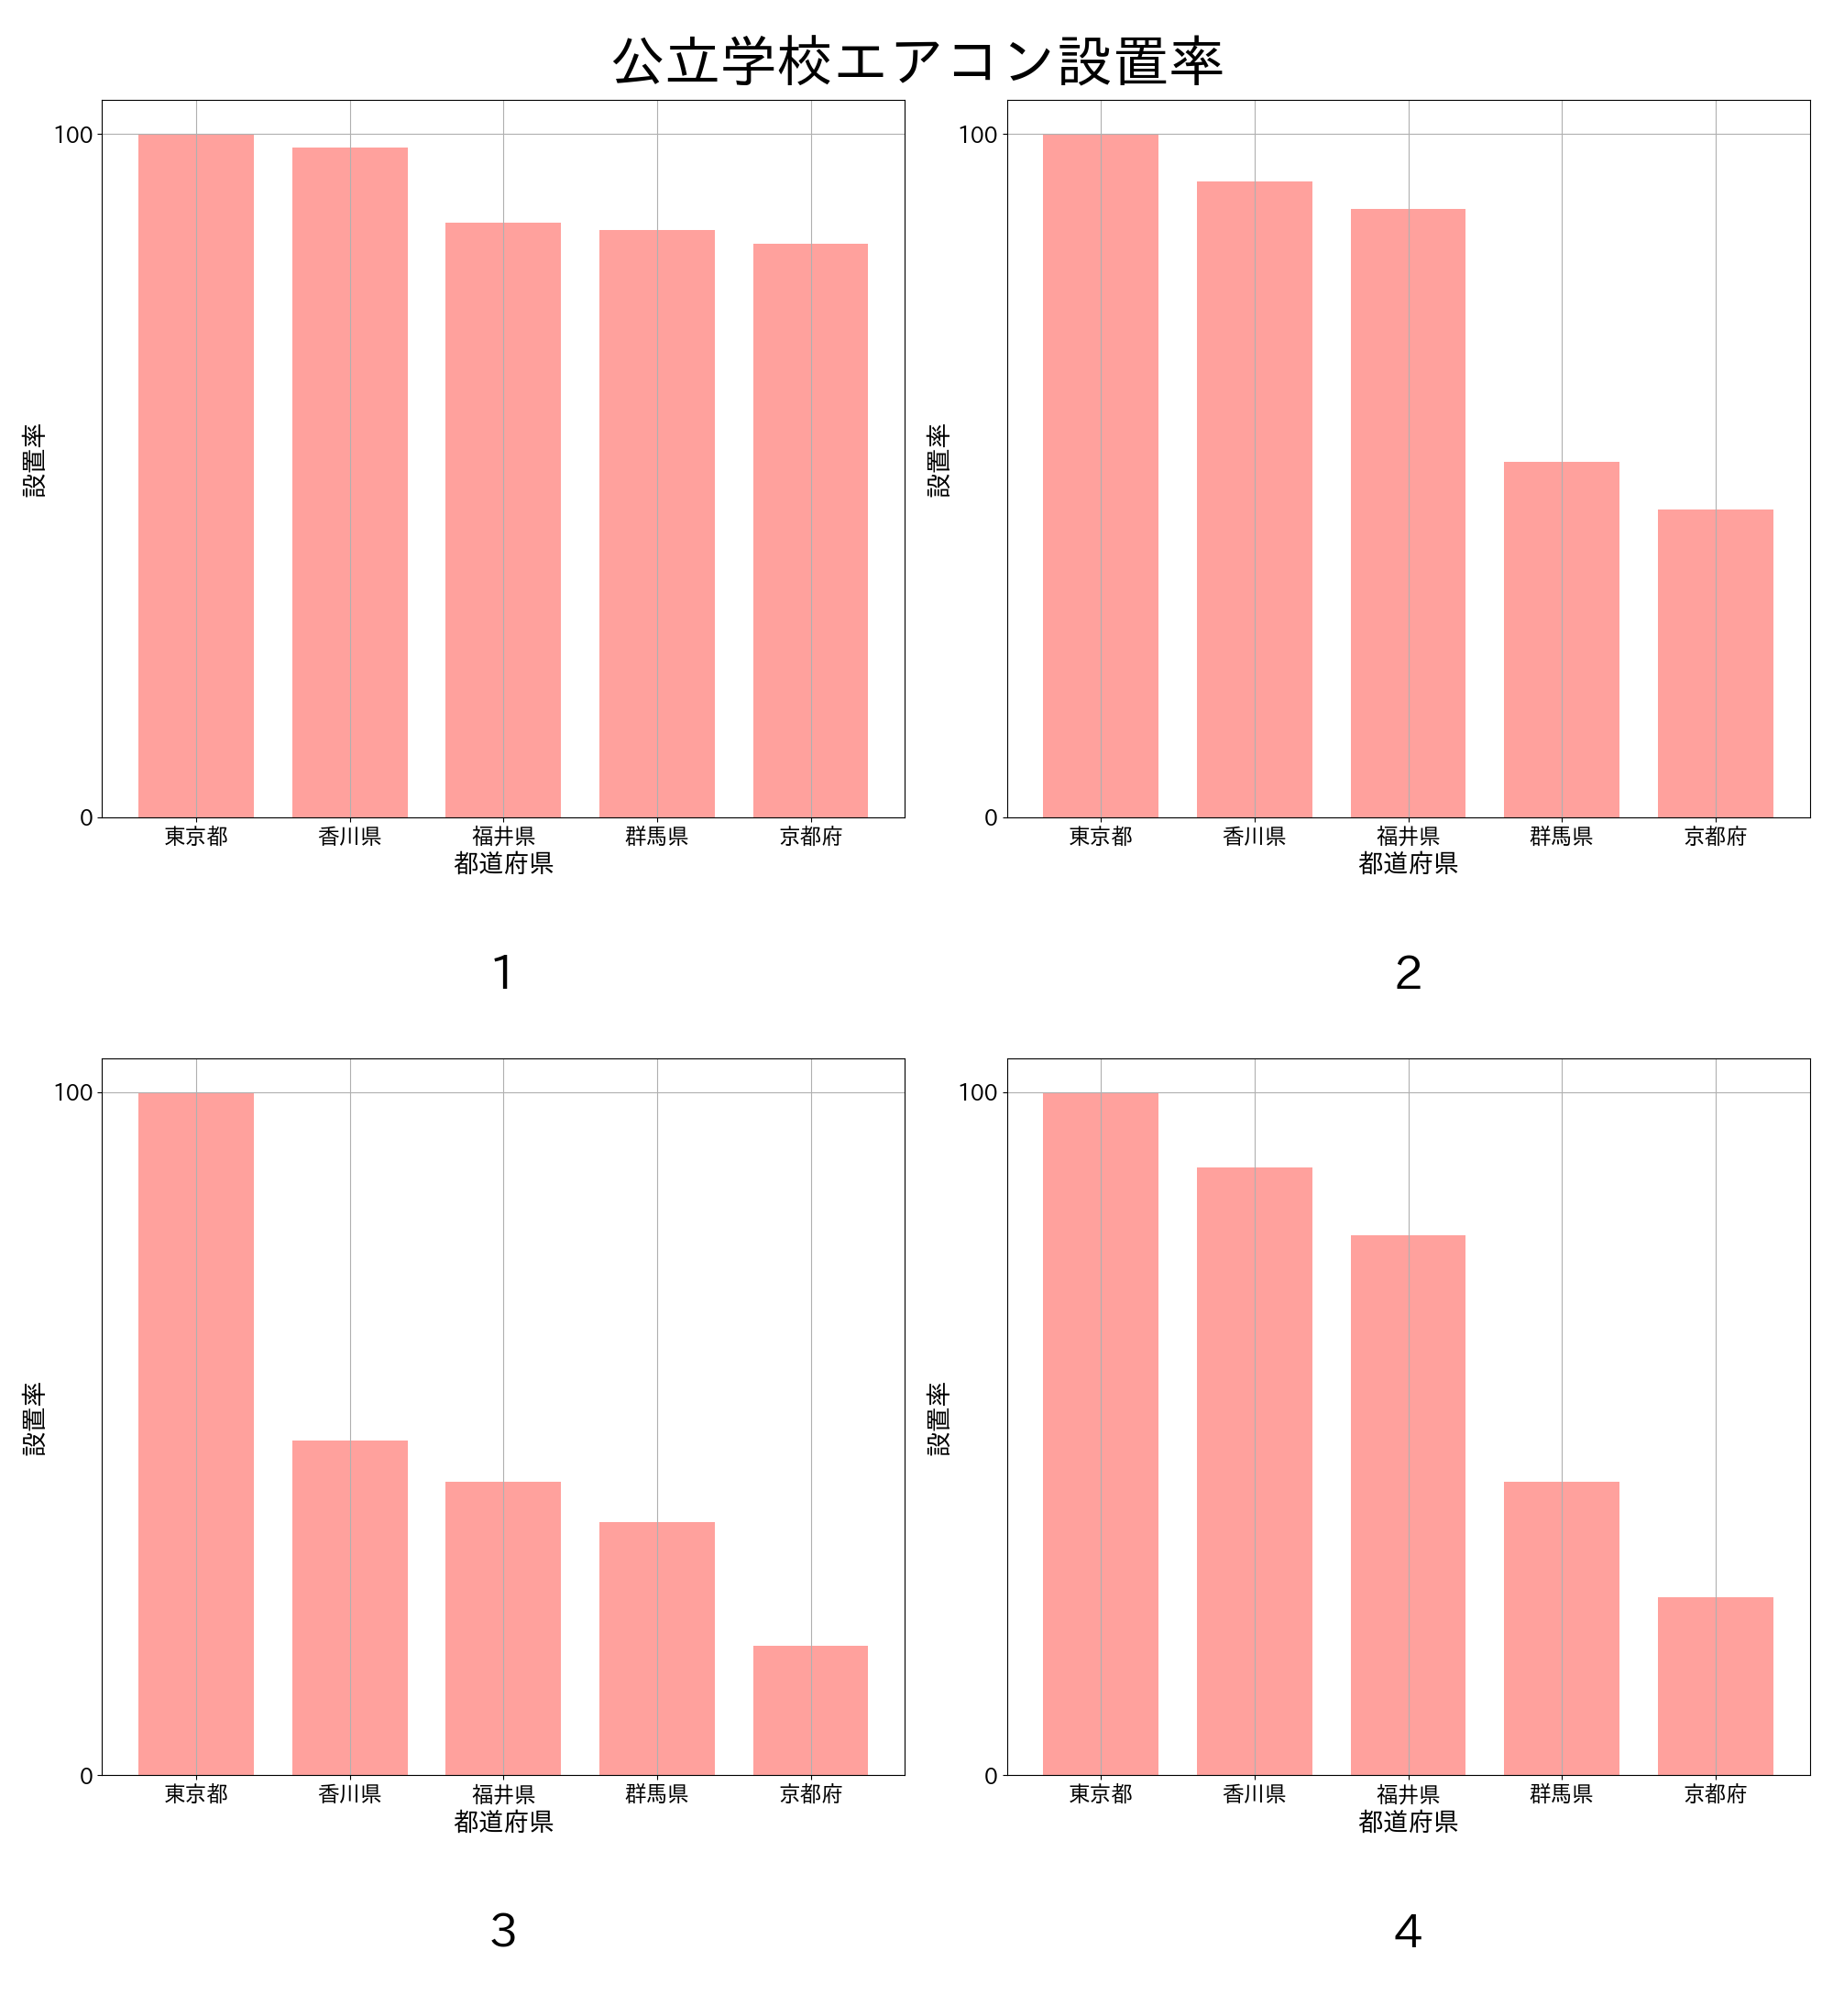 公立学校エアコン設置率
100
0
設置率
東京都 香川県 福井県 群馬県 京都府
都道府県
1
100
0
設置率
東京都 香川県 福井県 群馬県 京都府
都道府県
2
100
0
設置率
東京都 香川県 福井県 群馬県 京都府
都道府県
3
100
0
設置率
東京都 香川県 福井県 群馬県 京都府
都道府県
4